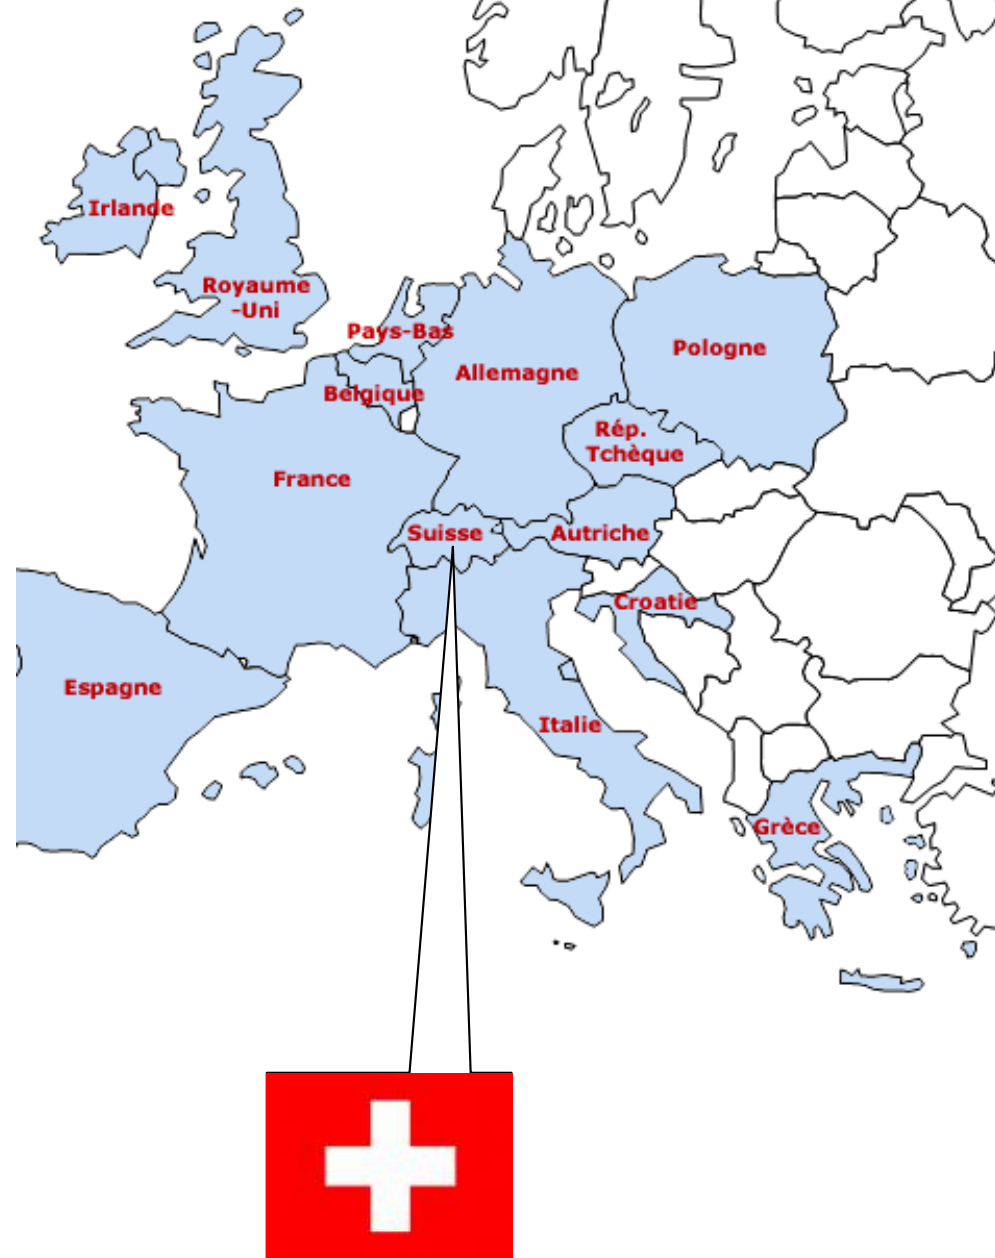 Irlande
Royaume
-Uni
Pays-Bas
Pologne
Allemagne
Belgique
Rép.
Tchèque
France
Suisse
Autriche
Croatie
Espagne
Italie
Grèce